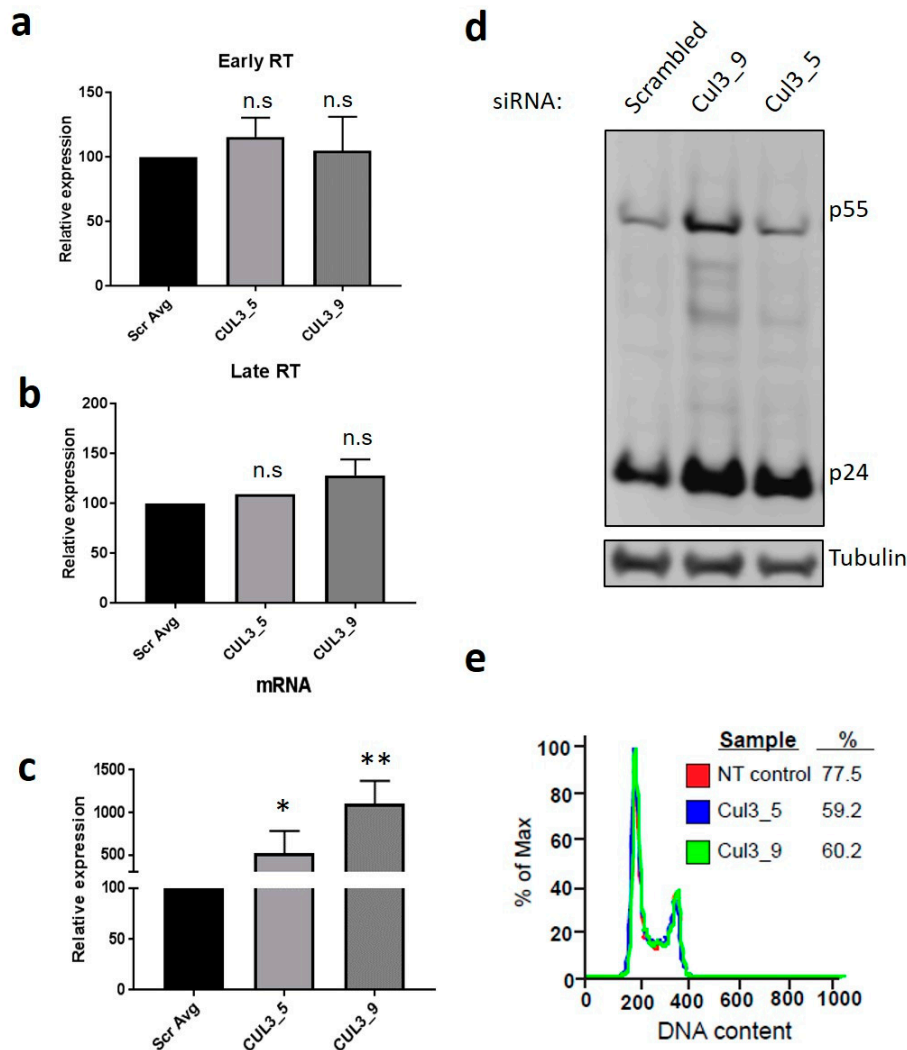 a
Early RT
Relative expression
150
100
50
0
n.s
n.s
Scr Avg
CUL3_5
CUL3_9
b
Late RT
Relative expression
200
150
100
50
0
n.s
n.s
Scr Avg
CUL3_5
CUL3_9
c
mRNA
Relative expression
1500
1000
500
100
50
0
*
**
Scr Avg
CUL3_5
CUL3_9
d
siRNA:
Scrambled
Cul3_9
Cul3_5
p55
p24
Tubulin
e
% of Max
100
80
60
40
20
0
Sample %
NT control 77.5
Cul3_5 59.2
Cul3_9 60.2
0 200 400 600 800 1000
DNA content